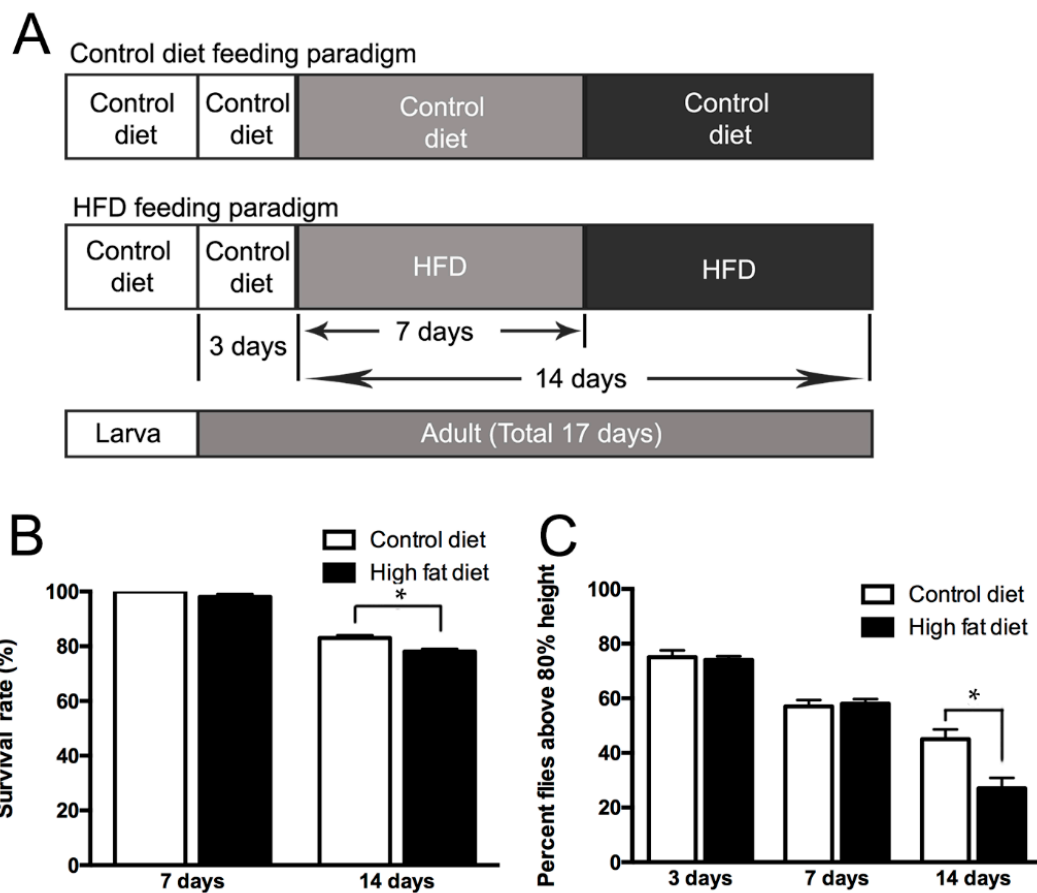 A
Control diet feeding paradigm
Control
diet
Control
diet
Control
diet
Control
diet
HFD feeding paradigm
Control
diet
Control
diet
HFD
HFD
3 days
7 days
14 days
Larva
Adult (Total 17 days)
B
Control diet
High fat diet
*
Survival rate (%)
100
80
60
40
20
0
7 days
14 days
C
Control diet
High fat diet
*
Percent flies above 80% height
100
80
60
40
20
0
3 days
7 days
14 days